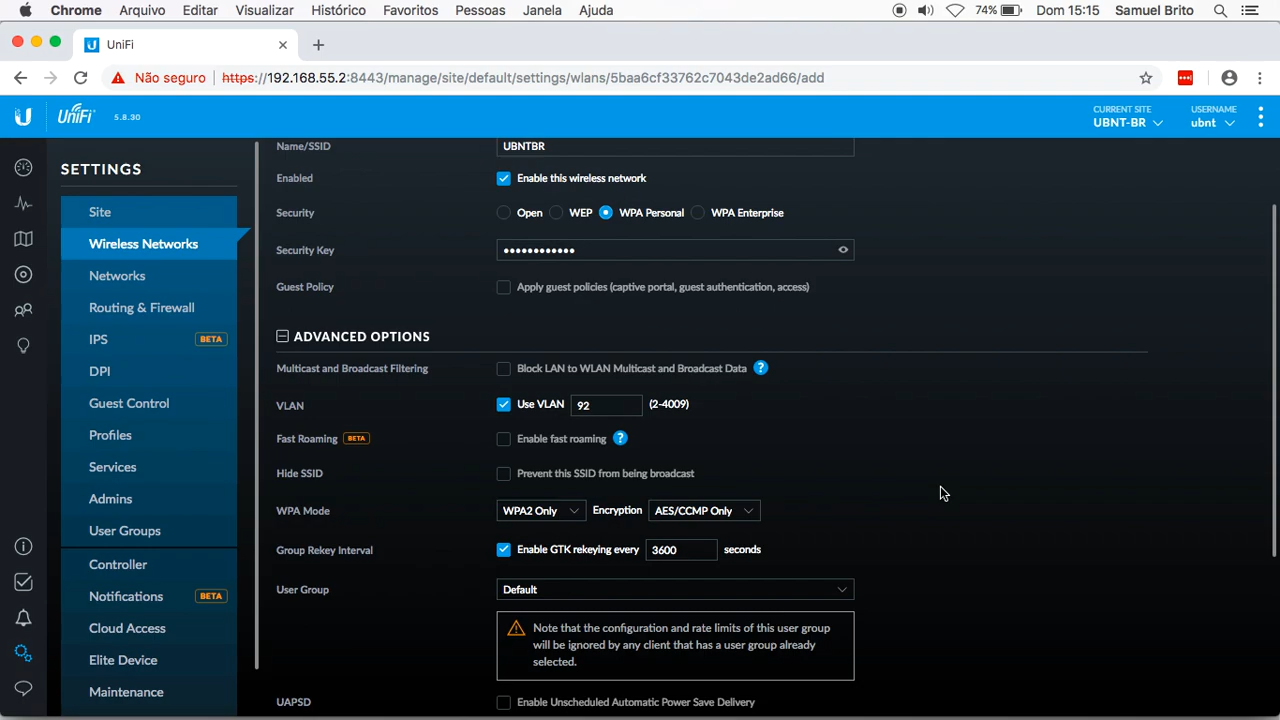 Chrome Arquivo Editar Visualizar Histórico Favoritos Pessoas Janela Ajuda 74% Dom 15:15 Samuel Brito
UniFi
Não seguro https://192.168.55.2:8443/manage/site/default/settings/wlans/5baa6cf33762c7043de2ad66/add
UniFi 5.8.30
CURRENT SITE
UBNT-BR
USERNAME
ubnt
SETTINGS
Site
Wireless Networks
Networks
Routing & Firewall
IPS BETA
DPI
Guest Control
Profiles
Services
Admins
User Groups
Controller
Notifications BETA
Cloud Access
Elite Device
Maintenance
Name/SSID UBNTBR
Enabled Enable this wireless network
Security Open WEP WPA Personal WPA Enterprise
Security Key ••••••••••••
Guest Policy Apply guest policies (captive portal, guest authentication, access)
ADVANCED OPTIONS
Multicast and Broadcast Filtering Block LAN to WLAN Multicast and Broadcast Data ?
VLAN Use VLAN 92 (2-4009)
Fast Roaming BETA Enable fast roaming ?
Hide SSID Prevent this SSID from being broadcast
WPA Mode WPA2 Only Encryption AES/CCMP Only
Group Rekey Interval Enable GTK rekeying every 3600 seconds
User Group Default
Note that the configuration and rate limits of this user group
will be ignored by any client that has a user group already
selected.
UAPSD Enable Unscheduled Automatic Power Save Delivery